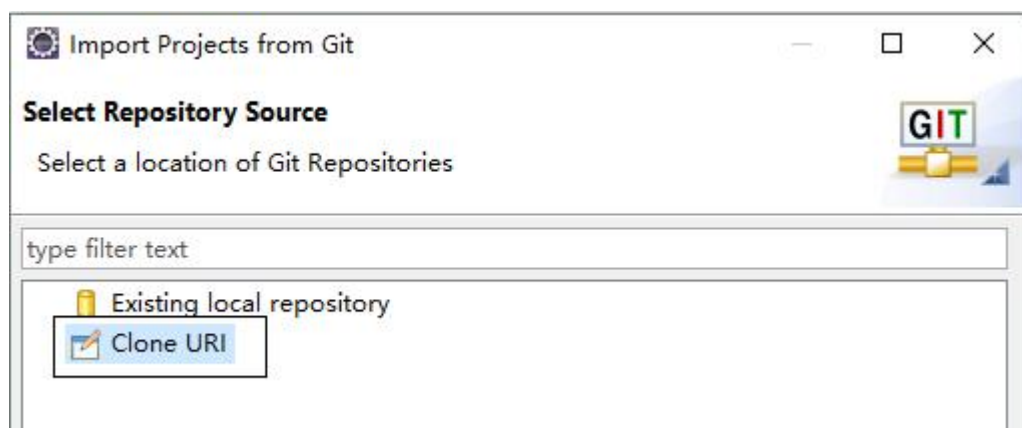 Import Projects from Git
Select Repository Source
Select a location of Git Repositories
GIT
type filter text
Existing local repository
Clone URI